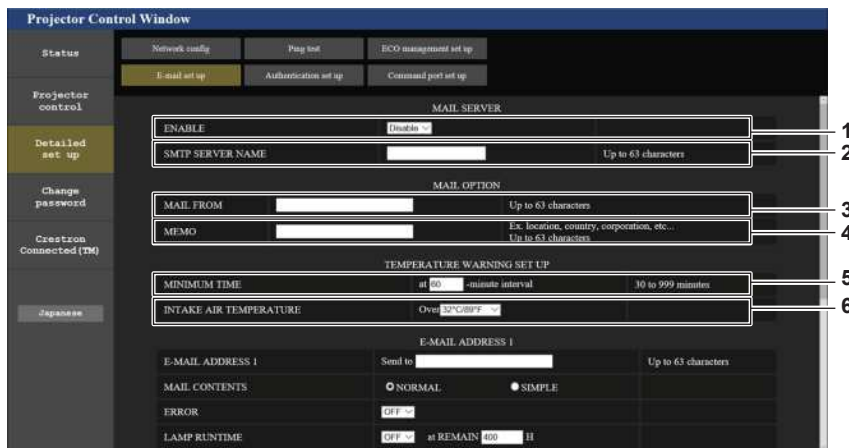 Projector Control Window
Status
Projector control
Detailed set up
Change password
Crestron Connected(TM)
Japanese
Network config Ping test ECO management set up
E-mail set up Authentication set up Command port set up
MAIL SERVER
ENABLE Disable 1
SMTP SERVER NAME Up to 63 characters 2
MAIL OPTION
MAIL FROM Up to 63 characters 3
MEMO Ex. location, country, corporation, etc... 4
Up to 63 characters
TEMPERATURE WARNING SET UP
MINIMUM TIME at 60 -minute interval 30 to 999 minutes 5
INTAKE AIR TEMPERATURE Over 32°C/89°F 6
E-MAIL ADDRESS 1
E-MAIL ADDRESS 1 Send to Up to 63 characters
MAIL CONTENTS NORMAL SIMPLE
ERROR OFF
LAMP RUNTIME OFF at REMAIN 400 H